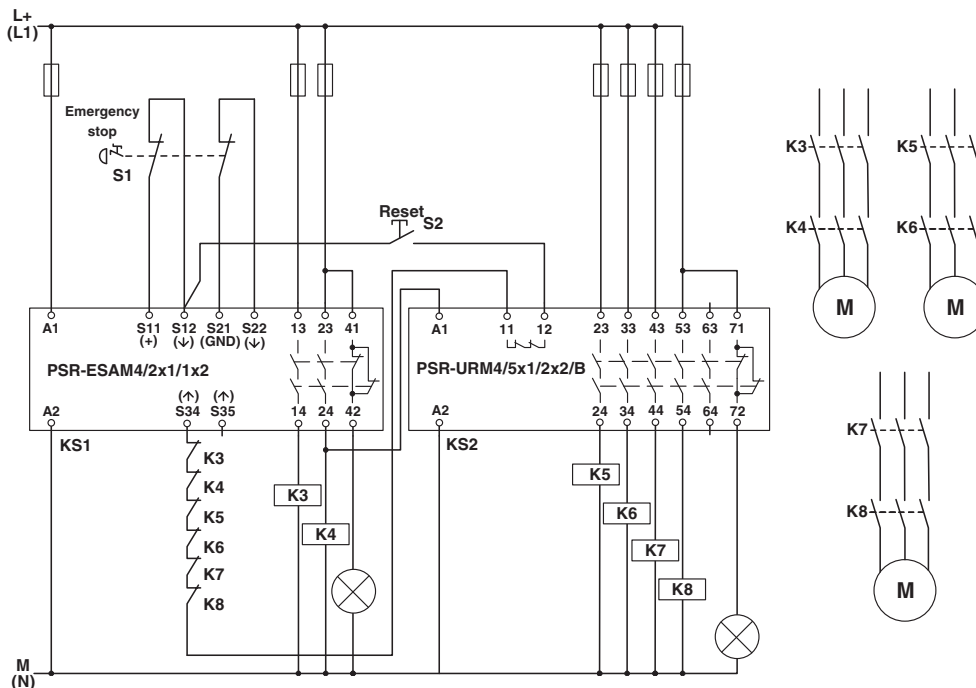 L+
(L1)
Emergency
stop
S1
Reset
S2
K3
K5
K4
K6
M
M
A1
S11
S12
S21
S22
13
23
41
(+)
(↓)
(GND)
(↓)
PSR-ESAM4/2x1/1x2
A2
(↑)
(↑)
S34
S35
14
24
42
KS1
A1
11
12
23
33
43
53
63
71
PSR-URM4/5x1/2x2/B
A2
24
34
44
54
64
72
KS2
K3
K4
K5
K6
K7
K8
K3
K4
K5
K6
K7
K8
K7
K8
M
M
(N)